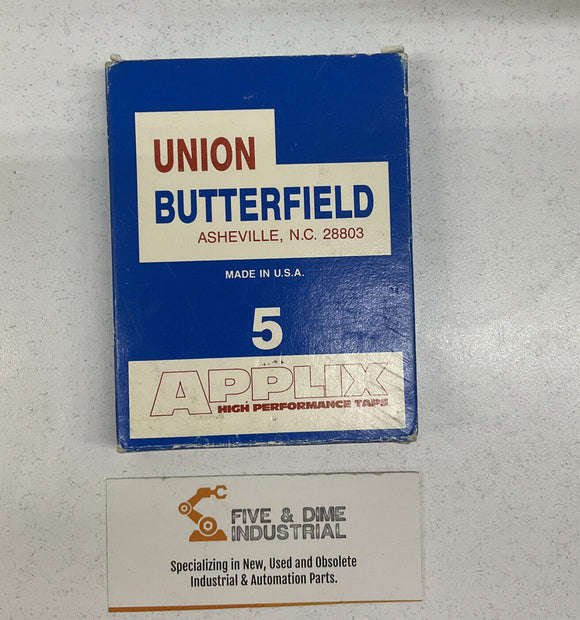 UNION
BUTTERFIELD
ASHEVILLE, N.C. 28803
MADE IN U.S.A.
5
APPLIX
HIGH PERFORMANCE TAPS
FIVE & DIME
INDUSTRIAL
Specializing in New, Used and Obsolete
Industrial & Automation Parts.